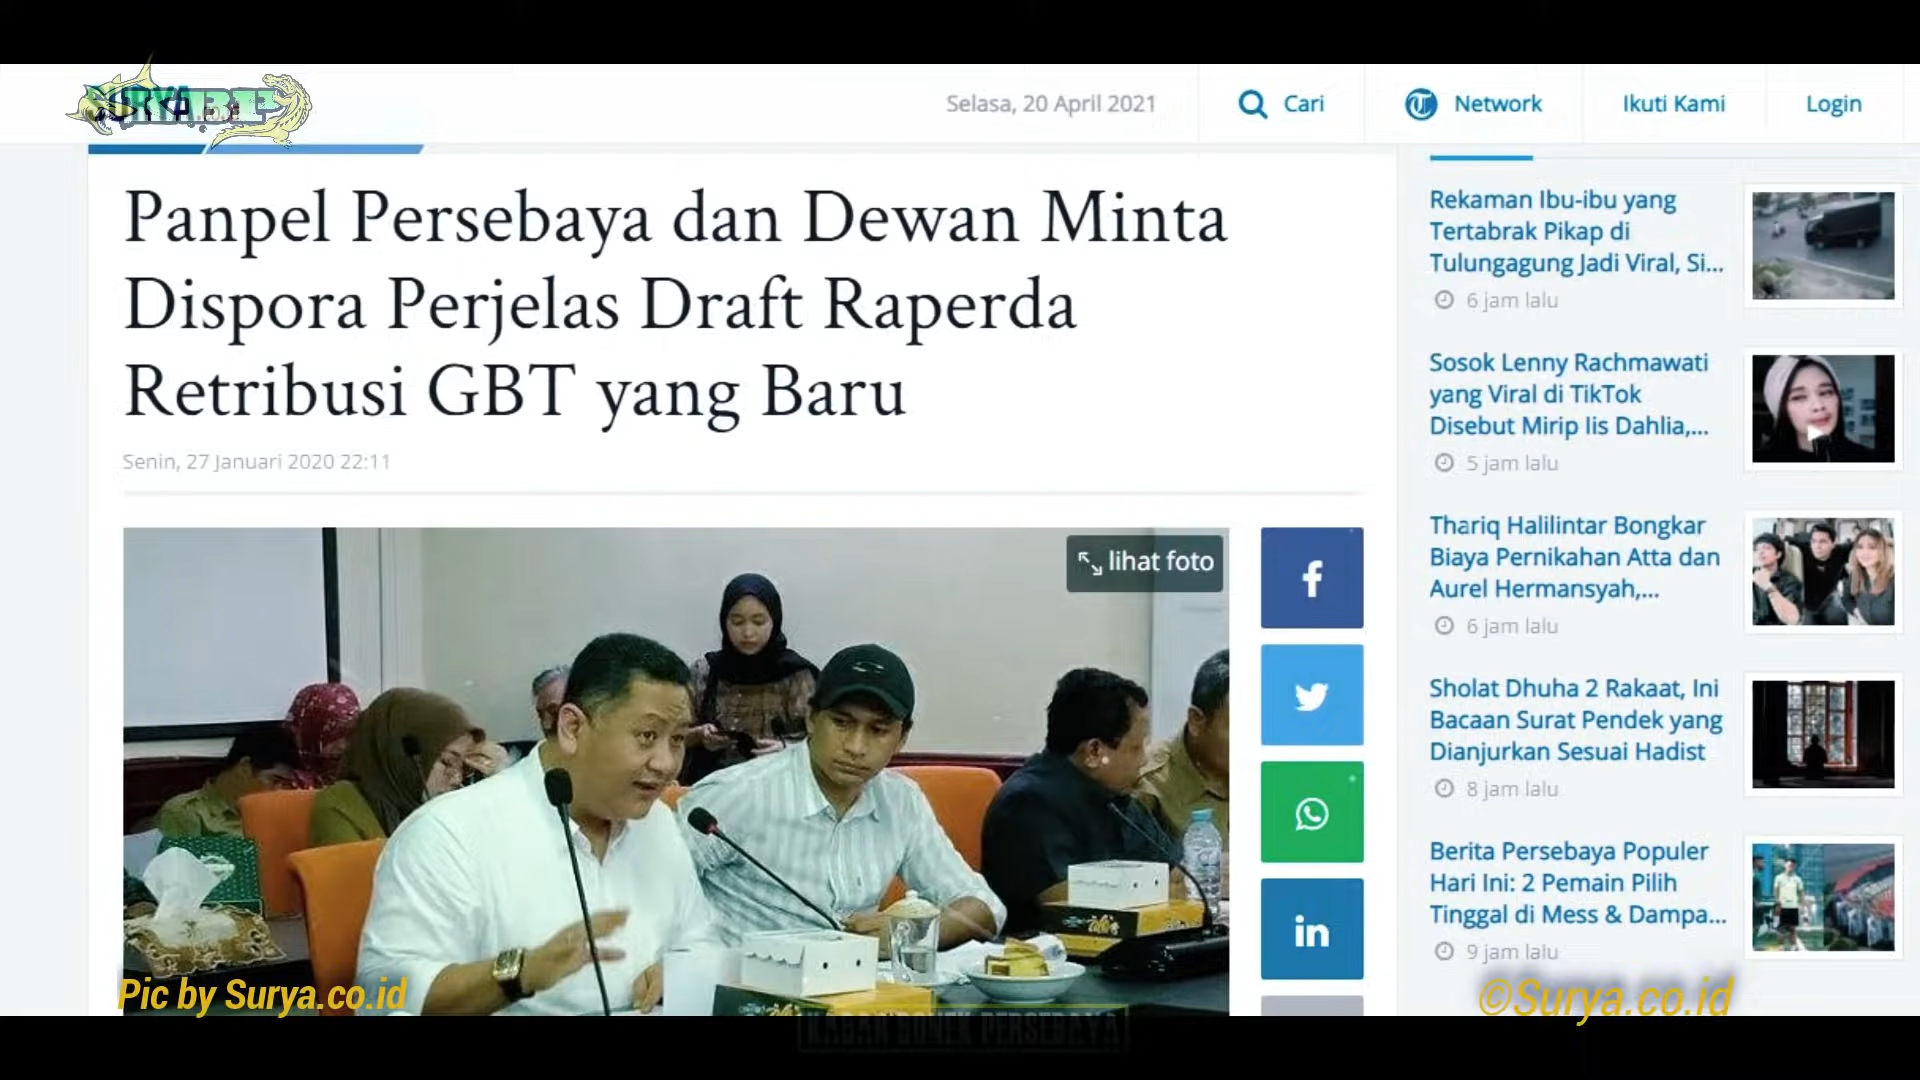 SURYA.co.id
Selasa, 20 April 2021
Cari
Network
Ikuti Kami
Login
Panpel Persebaya dan Dewan Minta
Dispora Perjelas Draft Raperda
Retribusi GBT yang Baru
Senin, 27 Januari 2020 22:11
lihat foto
Rekaman Ibu-ibu yang
Tertabrak Pikap di
Tulungagung Jadi Viral, Si...
6 jam lalu
Sosok Lenny Rachmawati
yang Viral di TikTok
Disebut Mirip Iis Dahlia,...
5 jam lalu
Thariq Halilintar Bongkar
Biaya Pernikahan Atta dan
Aurel Hermansyah,...
6 jam lalu
Sholat Dhuha 2 Rakaat, Ini
Bacaan Surat Pendek yang
Dianjurkan Sesuai Hadist
8 jam lalu
Berita Persebaya Populer
Hari Ini: 2 Pemain Pilih
Tinggal di Mess & Dampa...
9 jam lalu
Pic by Surya.co.id
©Surya.co.id
BONEK PERSEBAYA